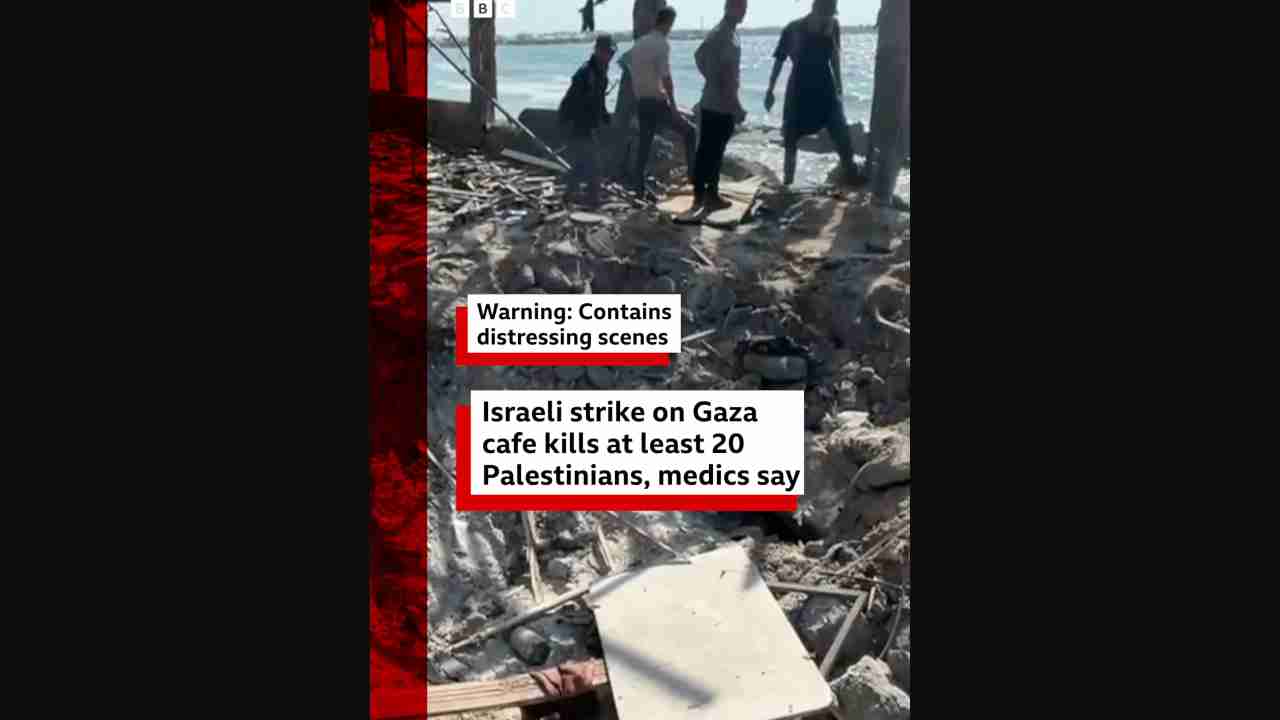 BBC
Warning: Contains
distressing scenes
Israeli strike on Gaza
cafe kills at least 20
Palestinians, medics say